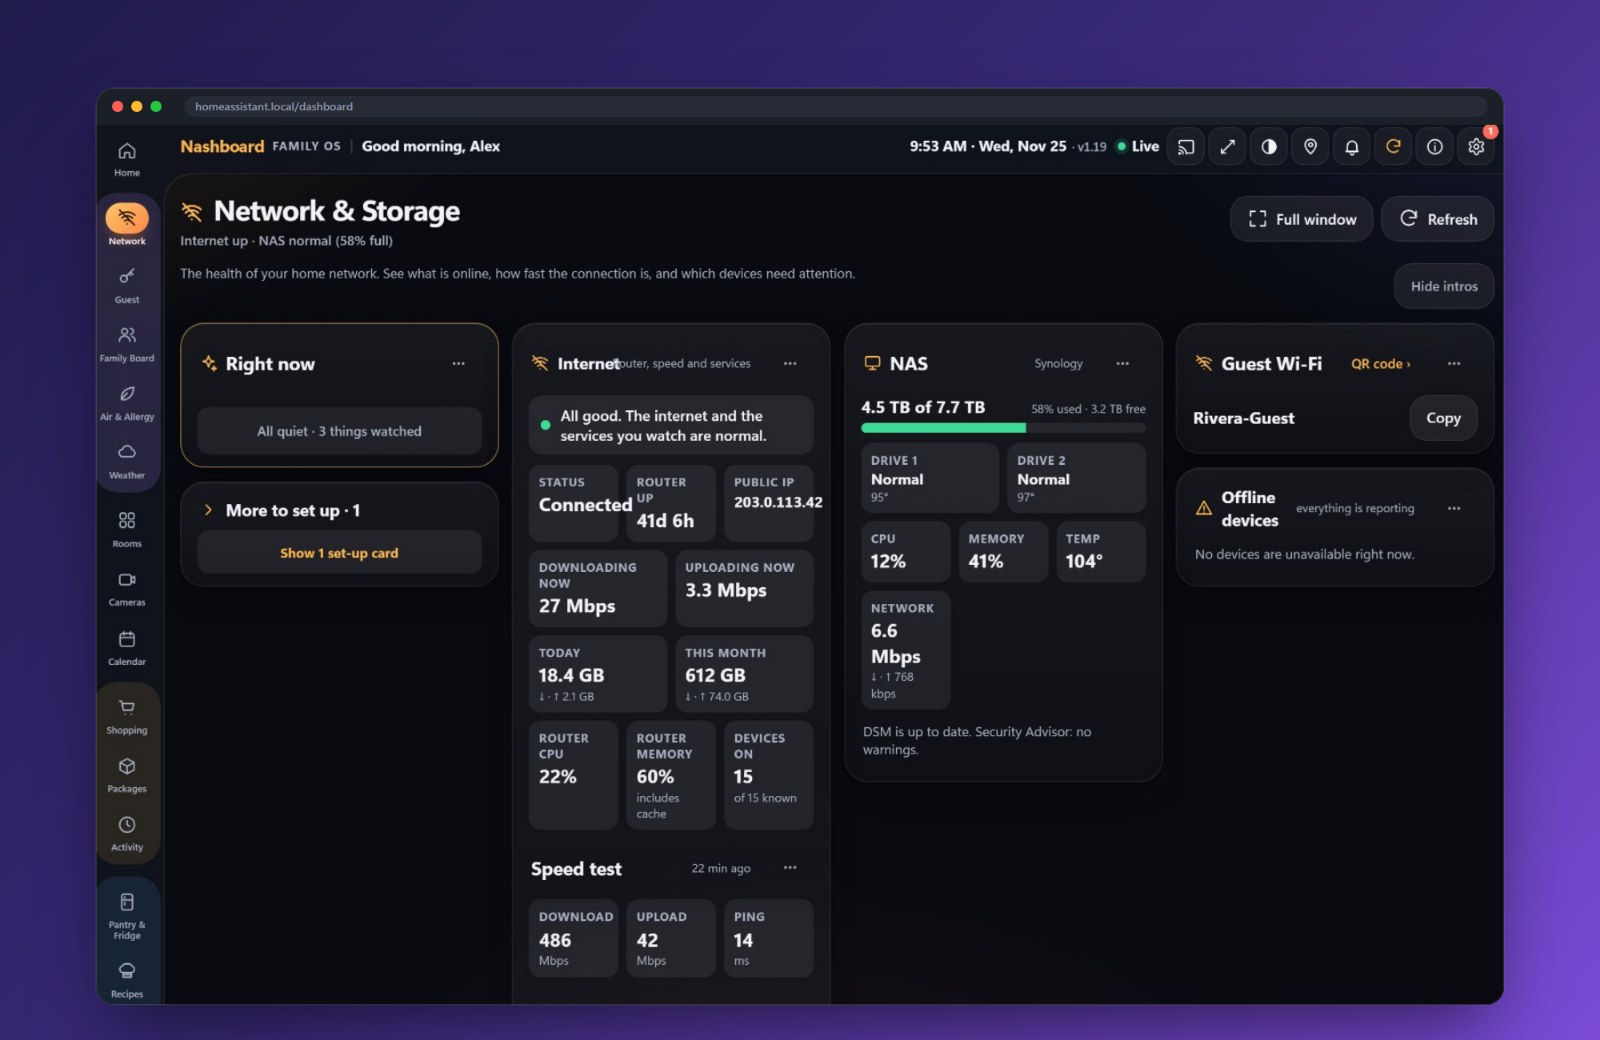 homeassistant.local/dashboard
Nashboard FAMILY OS Good morning, Alex
9:53 AM · Wed, Nov 25 · v1.19 Live
1
Home
Network
Guest
Family Board
Air & Allergy
Weather
Rooms
Cameras
Calendar
Shopping
Packages
Activity
Pantry &
Fridge
Recipes
Network & Storage
Internet up · NAS normal (58% full)
The health of your home network. See what is online, how fast the connection is, and which devices need attention.
Full window
Refresh
Hide intros
Right now
All quiet · 3 things watched
More to set up · 1
Show 1 set-up card
Internet outer, speed and services
All good. The internet and the
services you watch are normal.
STATUS
Connected
ROUTER
UP
41d 6h
PUBLIC IP
203.0.113.42
DOWNLOADING
NOW
27 Mbps
UPLOADING NOW
3.3 Mbps
TODAY
18.4 GB
↓ · ↑ 2.1 GB
THIS MONTH
612 GB
↓ · ↑ 74.0 GB
ROUTER
CPU
22%
ROUTER
MEMORY
60%
includes
cache
DEVICES
ON
15
of 15 known
Speed test 22 min ago
DOWNLOAD
486
Mbps
UPLOAD
42
Mbps
PING
14
ms
NAS Synology
4.5 TB of 7.7 TB 58% used · 3.2 TB free
DRIVE 1
Normal
95°
DRIVE 2
Normal
97°
CPU
12%
MEMORY
41%
TEMP
104°
NETWORK
6.6
Mbps
↓ · ↑ 768
kbps
DSM is up to date. Security Advisor: no
warnings.
Guest Wi-Fi QR code ›
Rivera-Guest Copy
Offline
devices
everything is reporting
No devices are unavailable right now.